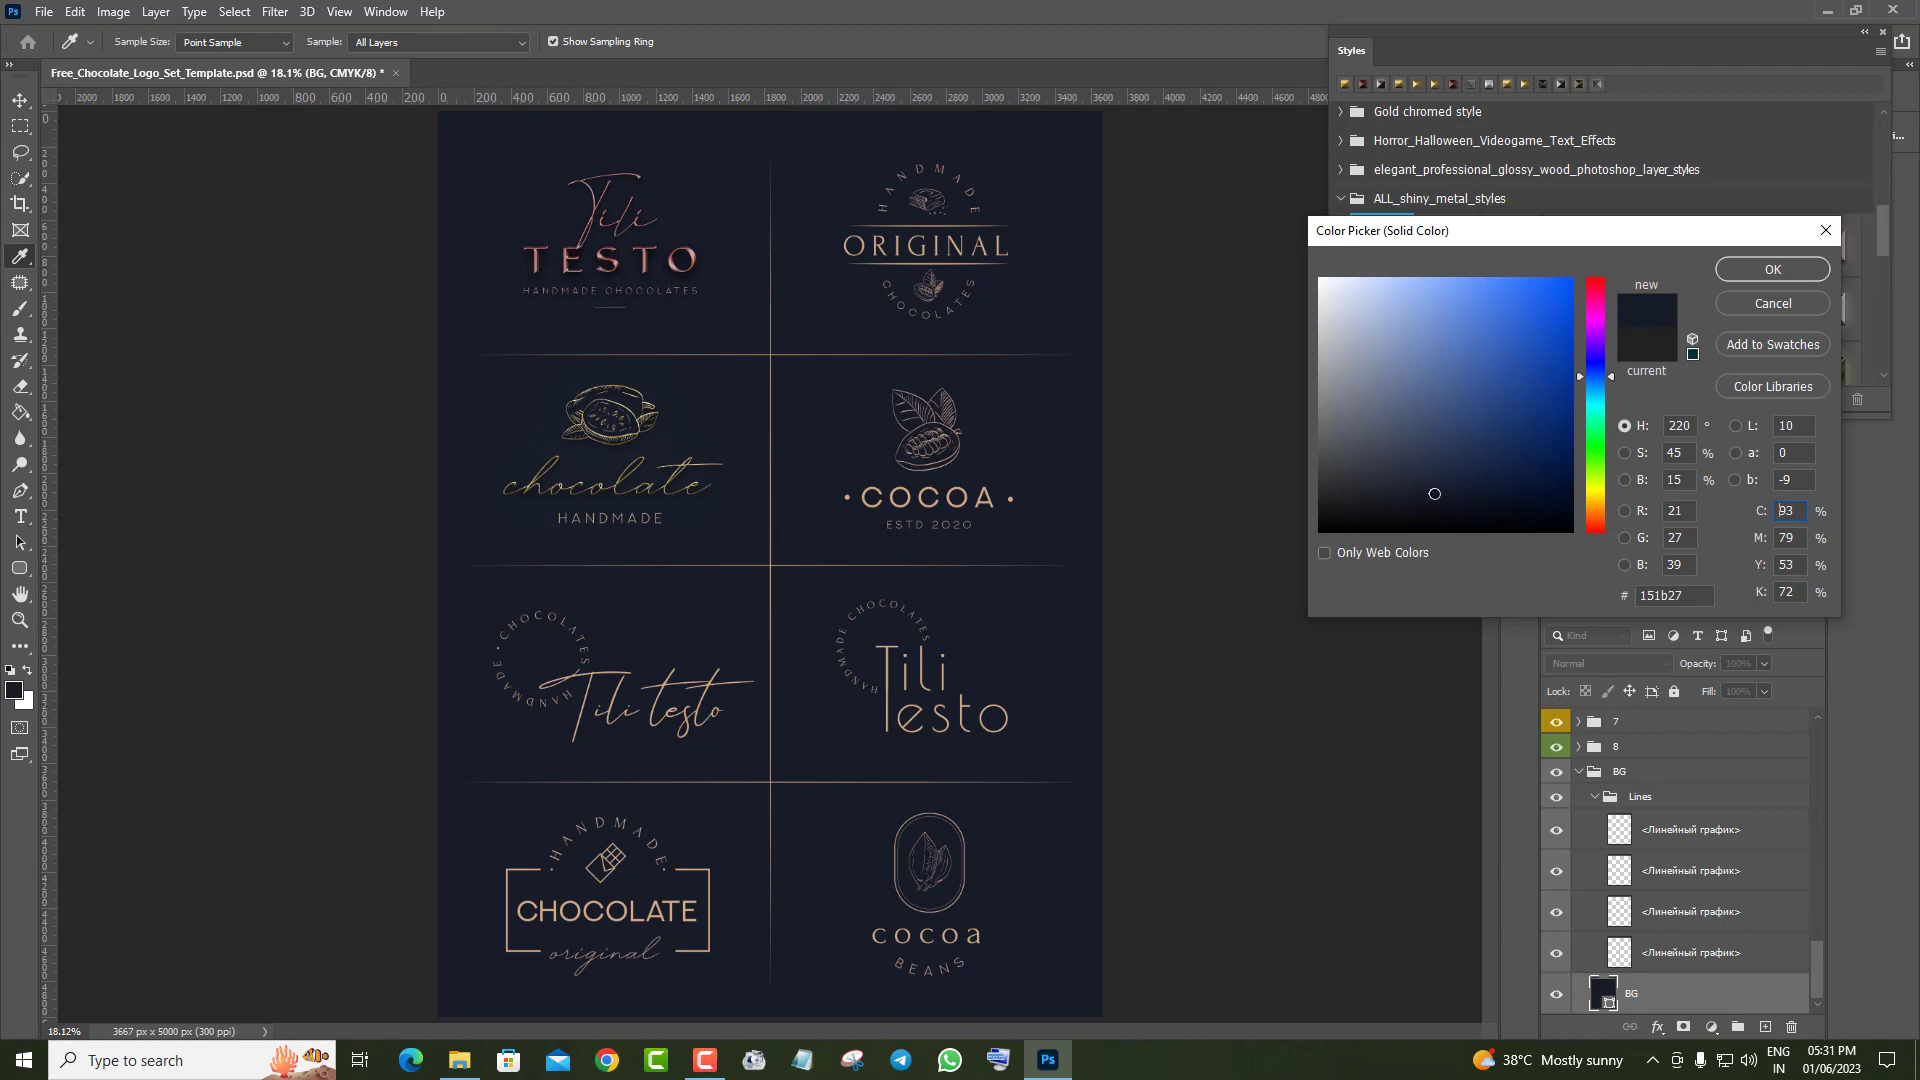 Ps File Edit Image Layer Type Select Filter 3D View Window Help
Sample Size: Point Sample Sample: All Layers Show Sampling Ring
Free_Chocolate_Logo_Set_Template.psd @ 18.1% (BG, CMYK/8) *
Styles
Gold chromed style
Horror_Halloween_Videogame_Text_Effects
elegant_professional_glossy_wood_photoshop_layer_styles
ALL_shiny_metal_styles
Color Picker (Solid Color)
OK
Cancel
Add to Swatches
Color Libraries
new
current
H: 220 °
S: 45 %
B: 15 %
R: 21
G: 27
B: 39
# 151b27
L: 10
a: 0
b: -9
C: 93 %
M: 79 %
Y: 53 %
K: 72 %
Only Web Colors
Tili
TESTO
HANDMADE CHOCOLATES
HANDMADE
ORIGINAL
CHOCOLATES
chocolate
HANDMADE
• COCOA •
ESTD 2020
HANDMADE • CHOCOLATES
Tili testo
HANDMADE CHOCOLATES
Tili
Testo
• HANDMADE •
CHOCOLATE
original
cocoa
BEANS
Kind
Normal Opacity: 100%
Lock: Fill: 100%
7
8
BG
Lines
<Линейный график>
<Линейный график>
<Линейный график>
<Линейный график>
BG
18.12% 3667 px x 5000 px (300 ppi)
Type to search
38°C Mostly sunny
ENG
IN
05:31 PM
01/06/2023